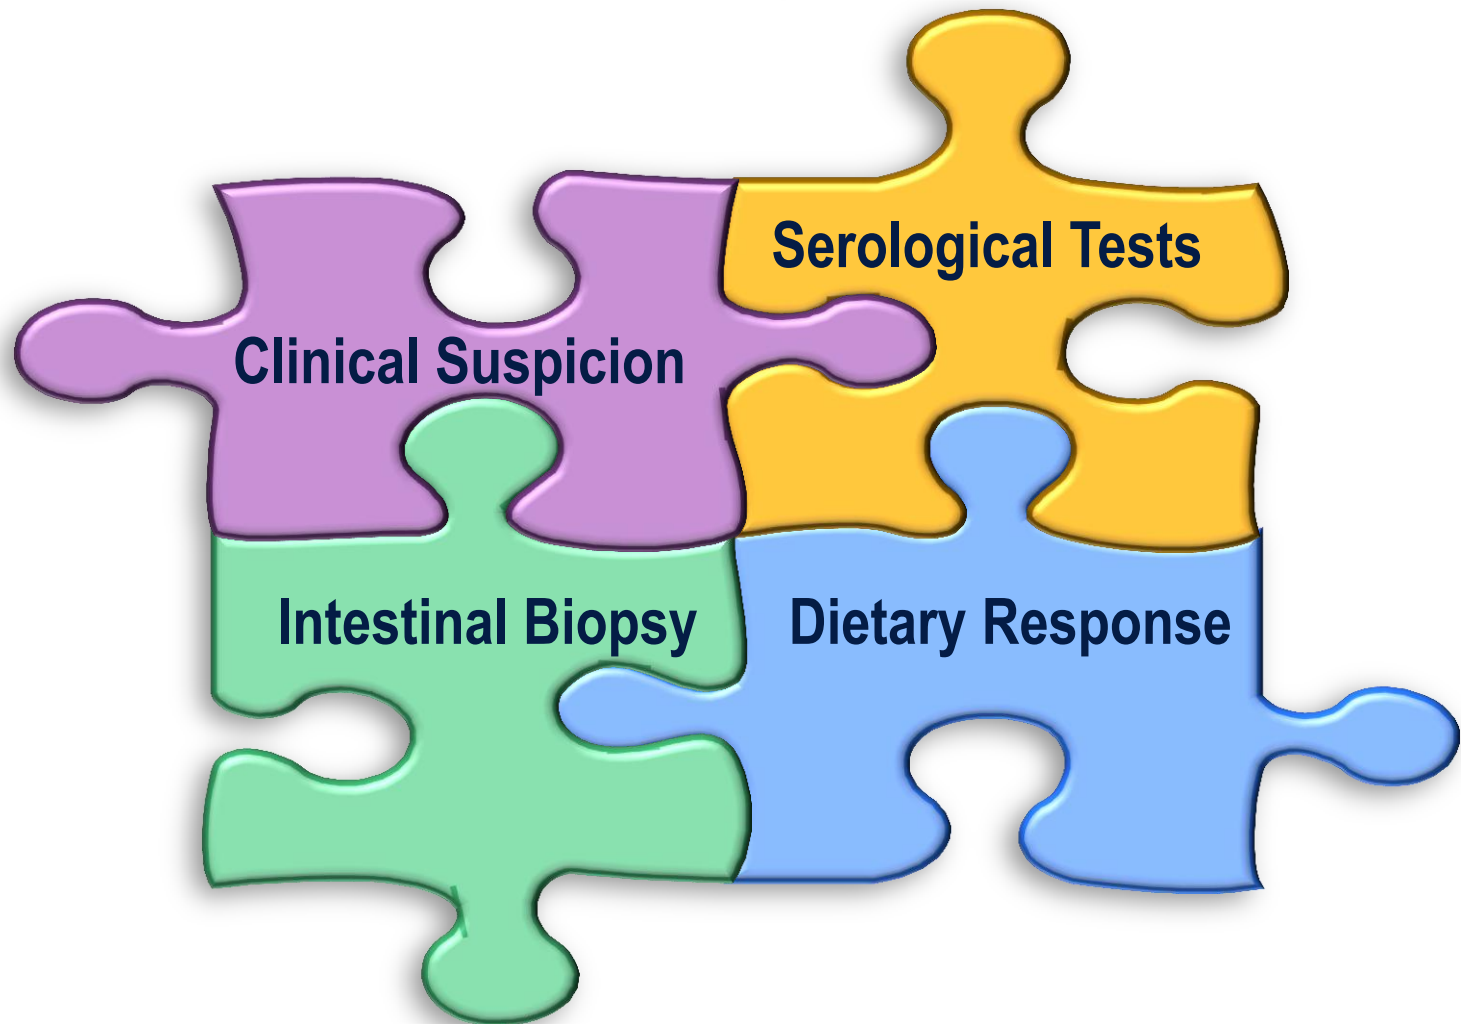 Serological Tests
Clinical Suspicion
Intestinal Biopsy
Dietary Response